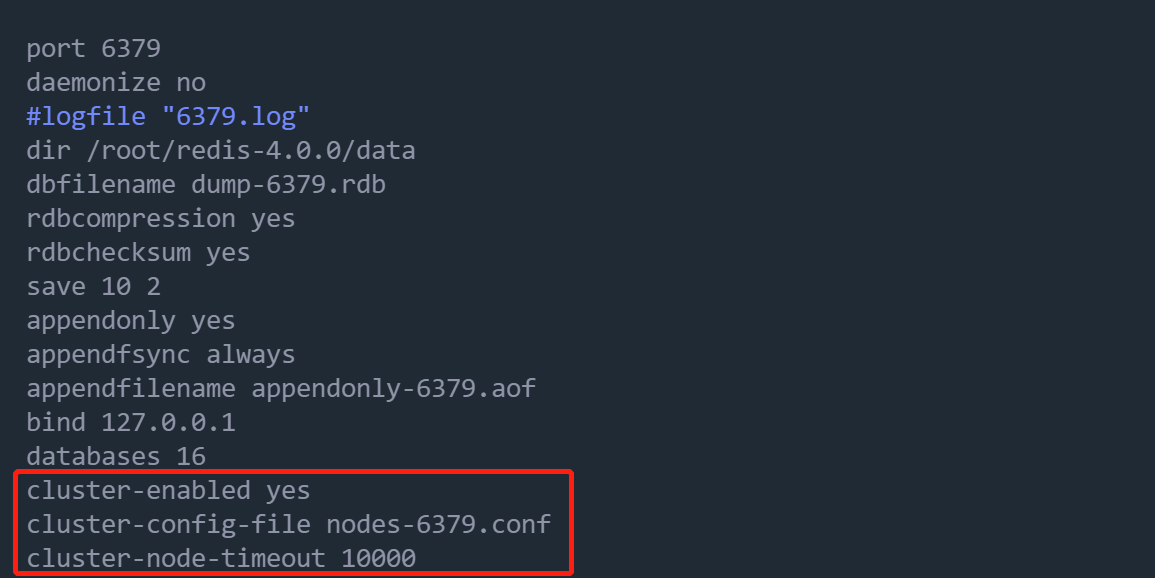 port 6379
daemonize no
#logfile "6379.log"
dir /root/redis-4.0.0/data
dbfilename dump-6379.rdb
rdbcompression yes
rdbchecksum yes
save 10 2
appendonly yes
appendfsync always
appendfilename appendonly-6379.aof
bind 127.0.0.1
databases 16
cluster-enabled yes
cluster-config-file nodes-6379.conf
cluster-node-timeout 10000